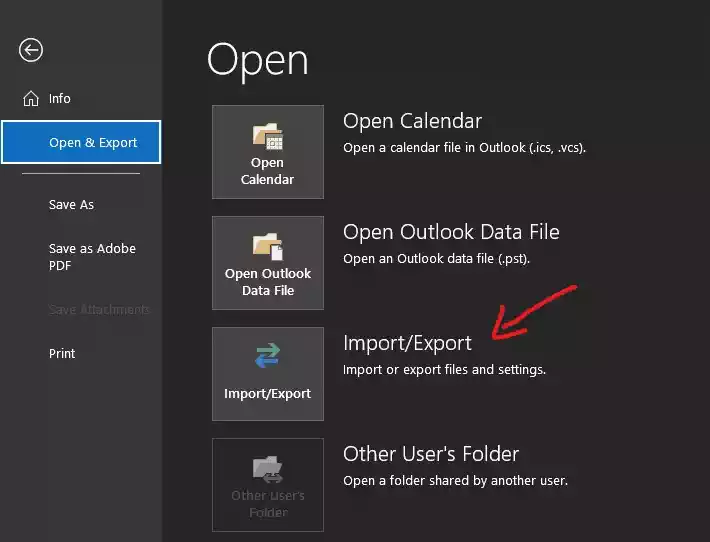 Open
Info
Open & Export
Save As
Save as Adobe
PDF
Save Attachments
Print
Open
Calendar
Open Calendar
Open a calendar file in Outlook (.ics, .vcs).
Open Outlook
Data File
Open Outlook Data File
Open an Outlook data file (.pst).
Import/Export
Import/Export
Import or export files and settings.
Other User's
Folder
Other User's Folder
Open a folder shared by another user.